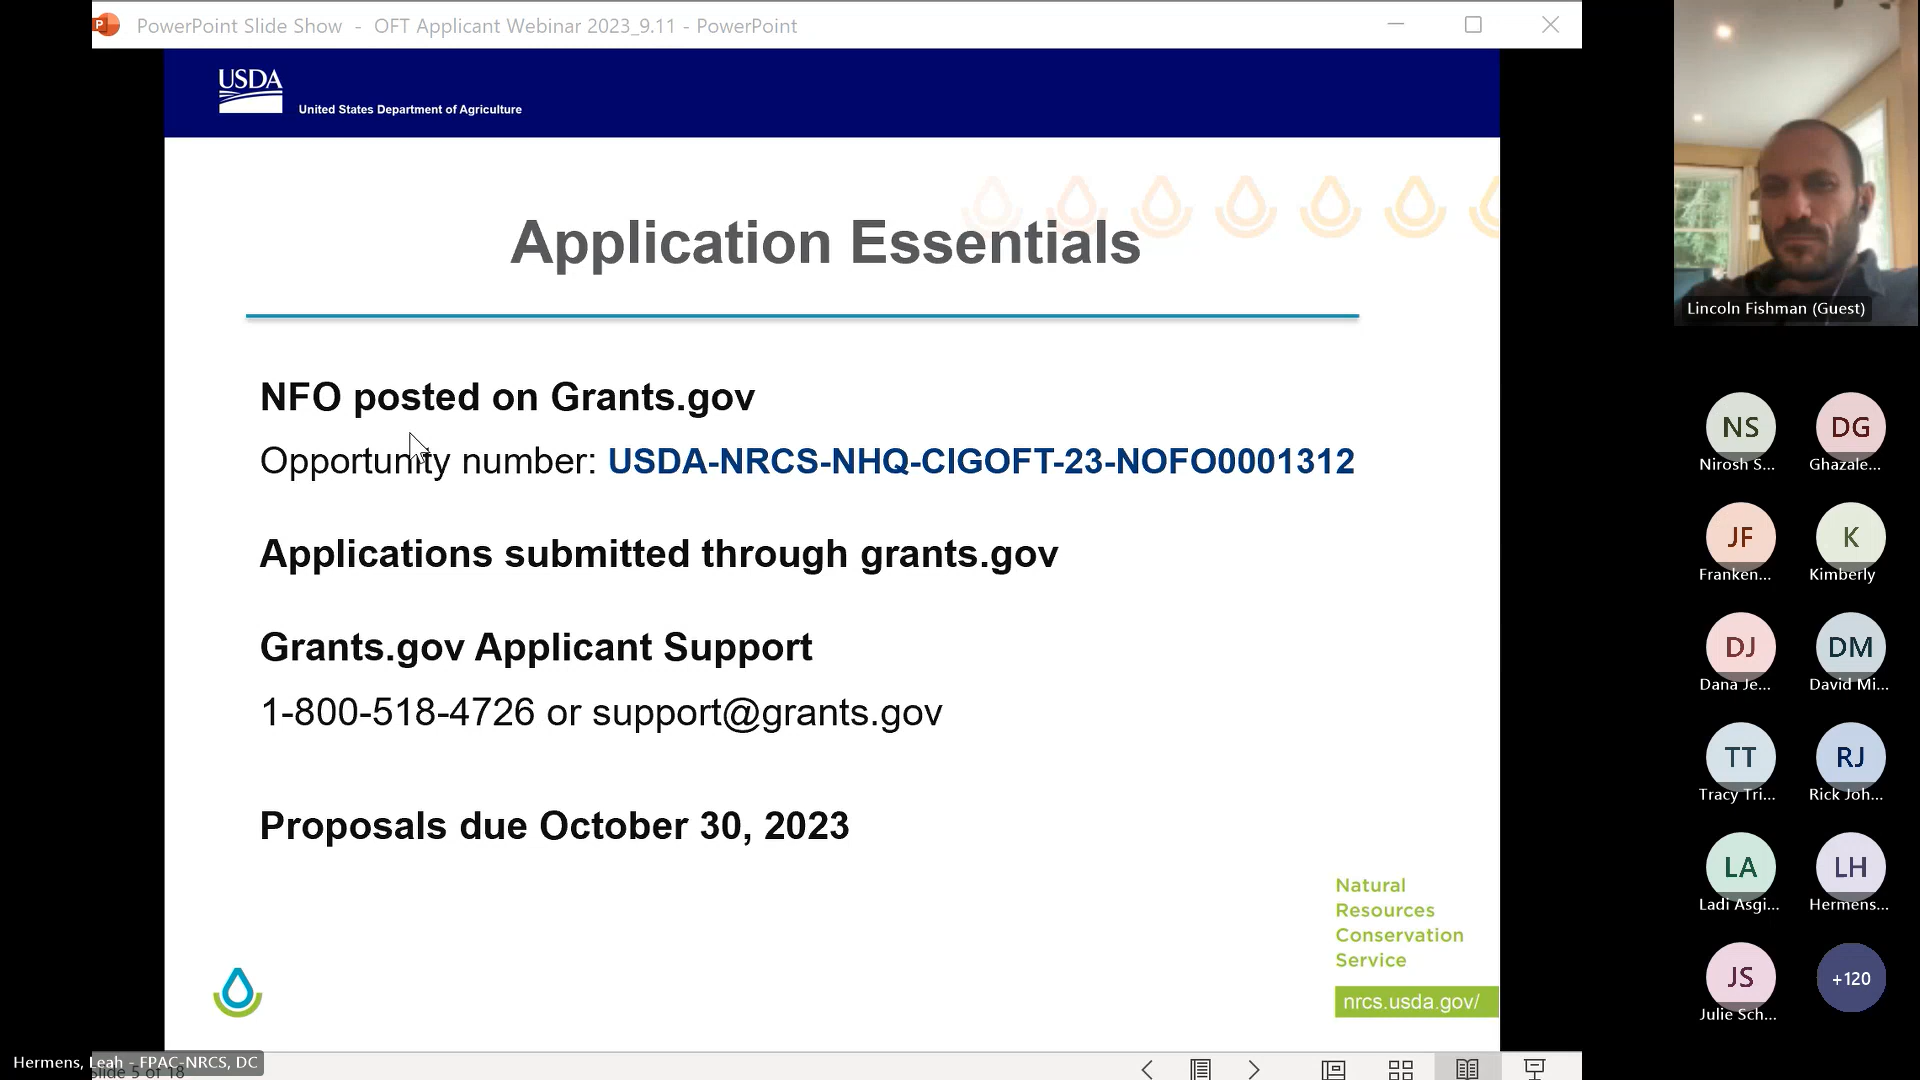 PowerPoint Slide Show - OFT Applicant Webinar 2023_9.11 - PowerPoint
USDA
United States Department of Agriculture
Application Essentials
NFO posted on Grants.gov
Opportunity number: USDA-NRCS-NHQ-CIGOFT-23-NOFO0001312
Applications submitted through grants.gov
Grants.gov Applicant Support
1-800-518-4726 or support@grants.gov
Proposals due October 30, 2023
Natural
Resources
Conservation
Service
nrcs.usda.gov/
Hermens, Leah - FPAC-NRCS, DC
Slide 5 of 18
Lincoln Fishman (Guest)
NS
DG
Nirosh S...
Ghazale...
JF
K
Franken...
Kimberly
DJ
DM
Dana Je...
David Mi...
TT
RJ
Tracy Tri...
Rick Joh...
LA
LH
Ladi Asgi...
Hermens...
JS
+120
Julie Sch...